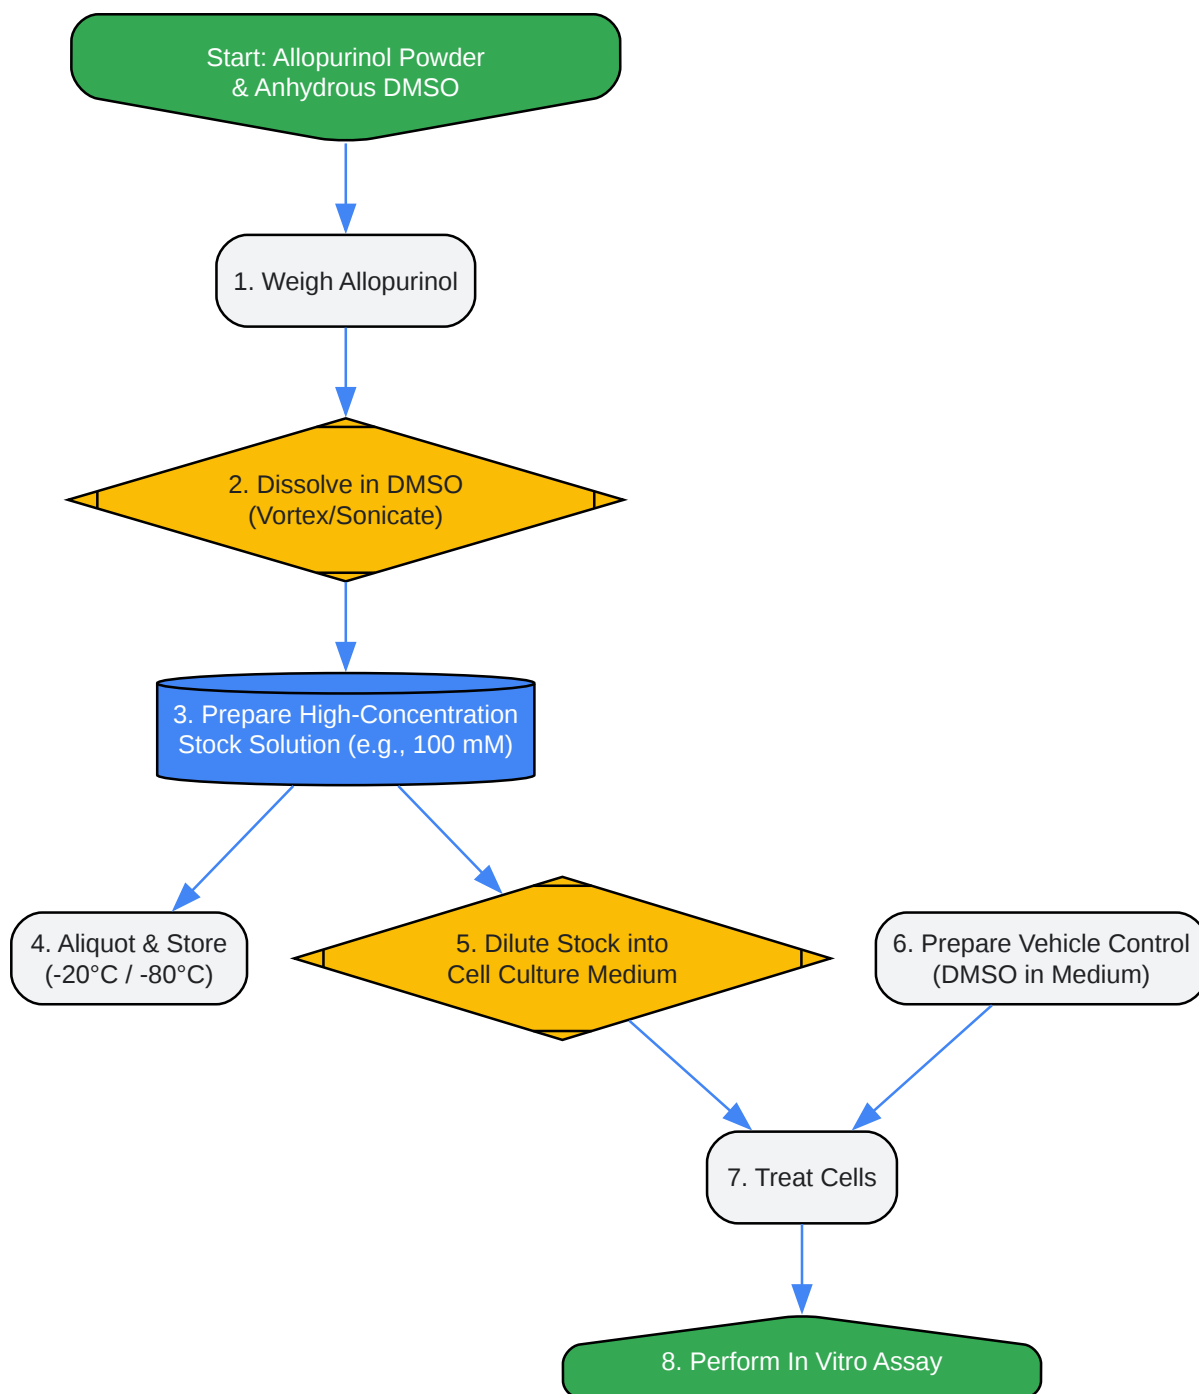 Start: Allopurinol Powder
& Anhydrous DMSO
1. Weigh Allopurinol
2. Dissolve in DMSO
(Vortex/Sonicate)
3. Prepare High-Concentration
Stock Solution (e.g., 100 mM)
4. Aliquot & Store
(-20°C / -80°C)
5. Dilute Stock into
Cell Culture Medium
6. Prepare Vehicle Control
(DMSO in Medium)
7. Treat Cells
8. Perform In Vitro Assay